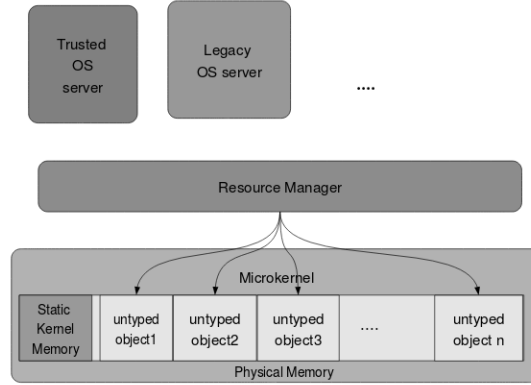 Trusted
OS
server
Legacy
OS server
....
Resource Manager
Microkernel
Static
Kernel
Memory
untyped
object1
untyped
object2
untyped
object3
....
untyped
object n
Physical Memory